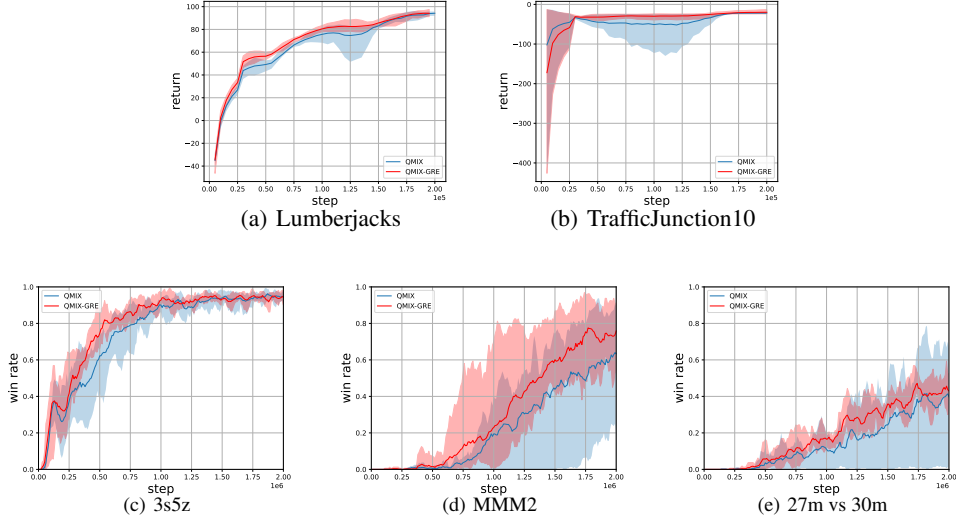 return
100
80
60
40
20
0
−20
−40
QMIX
QMIX-GRE
0.00 0.25 0.50 0.75 1.00 1.25 1.50 1.75 2.00
step
1e5
(a) Lumberjacks
return
0
−100
−200
−300
−400
QMIX
QMIX-GRE
0.00 0.25 0.50 0.75 1.00 1.25 1.50 1.75 2.00
step
1e5
(b) TrafficJunction10
win rate
1.0
0.8
0.6
0.4
0.2
0.0
QMIX
QMIX-GRE
0.00 0.25 0.50 0.75 1.00 1.25 1.50 1.75 2.00
step
1e6
(c) 3s5z
win rate
1.0
0.8
0.6
0.4
0.2
0.0
QMIX
QMIX-GRE
0.00 0.25 0.50 0.75 1.00 1.25 1.50 1.75 2.00
step
1e6
(d) MMM2
win rate
1.0
0.8
0.6
0.4
0.2
0.0
QMIX
QMIX-GRE
0.00 0.25 0.50 0.75 1.00 1.25 1.50 1.75 2.00
step
1e6
(e) 27m vs 30m